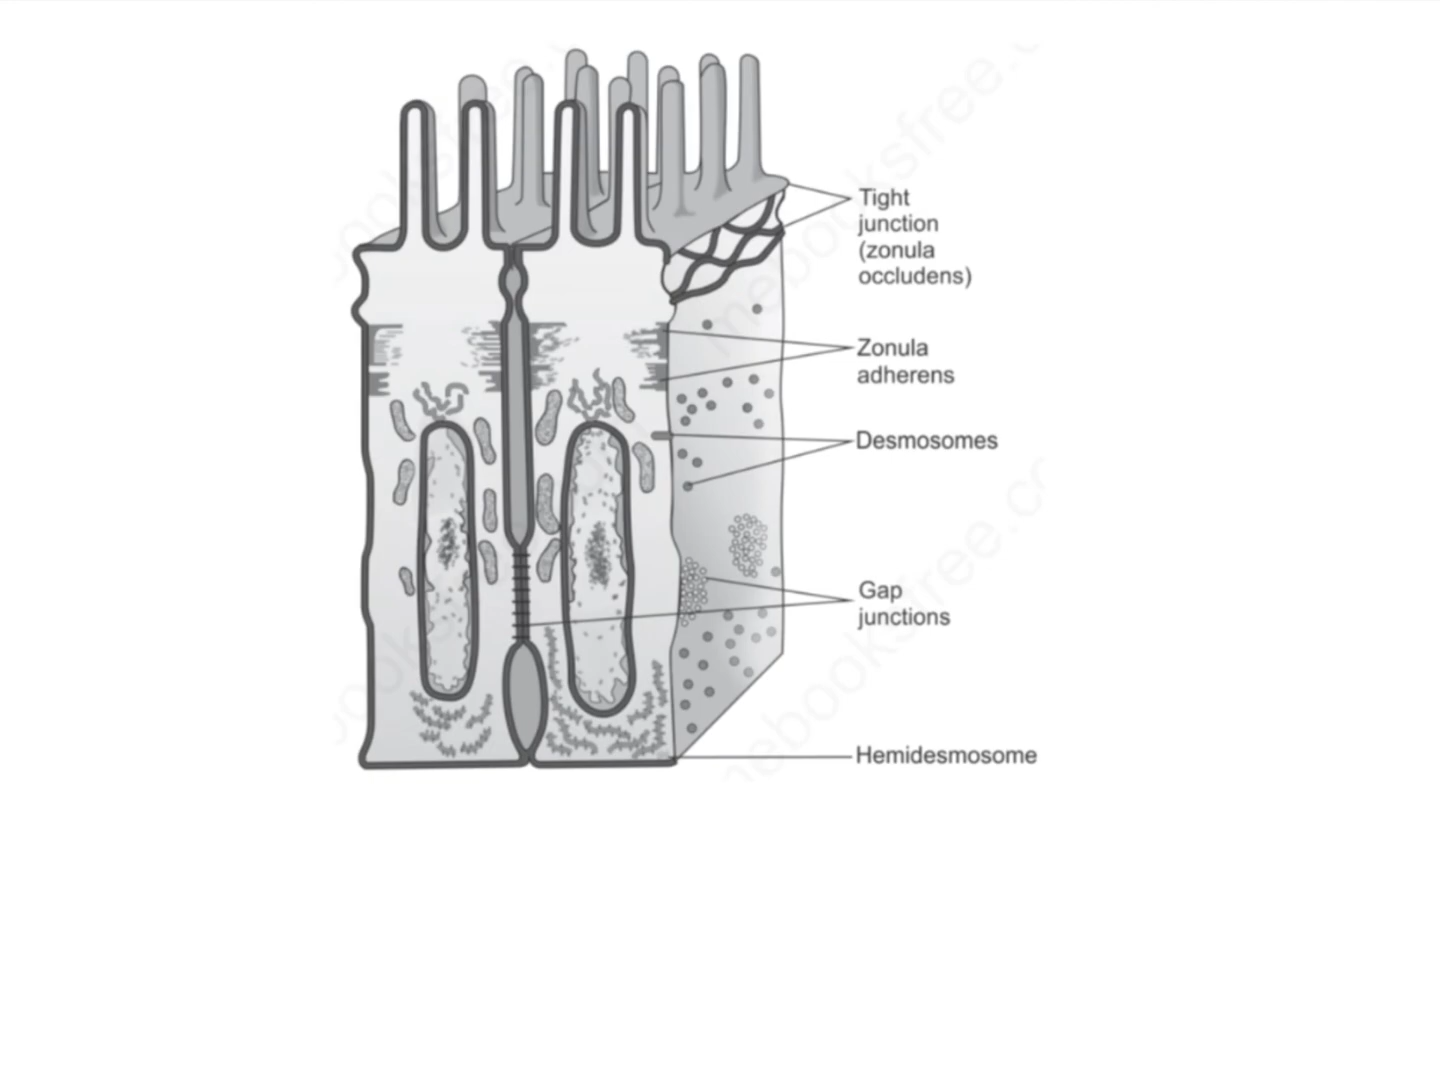 Tight
junction
(zonula
occludens)
Zonula
adherens
Desmosomes
Gap
junctions
Hemidesmosome